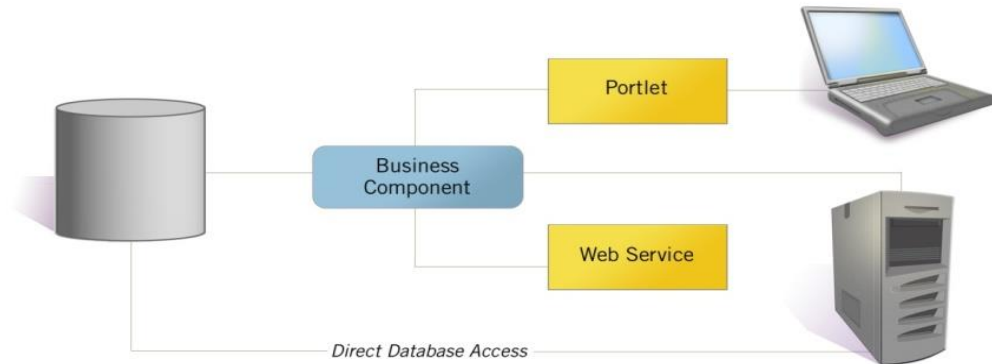 Portlet
Business
Component
Web Service
Direct Database Access